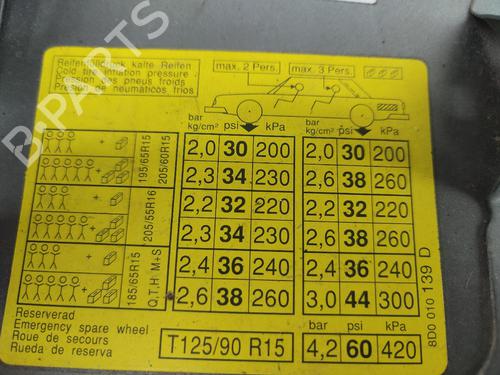 Reifenfülldruck kalte Reifen
Cold tire inflation pressure
Pression des pneus froids
Pressión de neumáticos fríos
max. 2 Pers.
max. 3 Pers.
bar kg/cm² psi kPa
bar kg/cm² psi kPa
195/65R15
205/60R15
2,0 30 200 2,0 30 200
2,3 34 230 2,6 38 260
205/55R16
2,2 32 220 2,2 32 220
2,3 34 230 2,6 38 260
185/65R15
Q,T,H M+S
2,4 36 240 2,4 36 240
2,6 38 260 3,0 44 300
Reserverad
Emergency spare wheel
Roue de secours
Rueda de reserva
T125/90 R15
bar psi kPa
4,2 60 420
8D0 010 139 D
B-PARTS